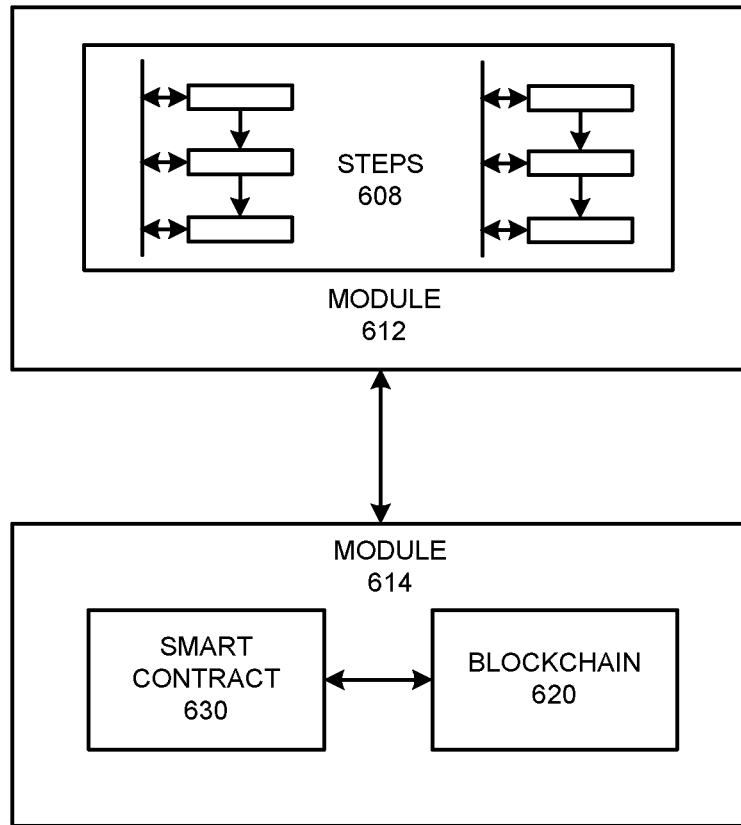 STEPS
608
MODULE
612
MODULE
614
SMART
CONTRACT
630
BLOCKCHAIN
620